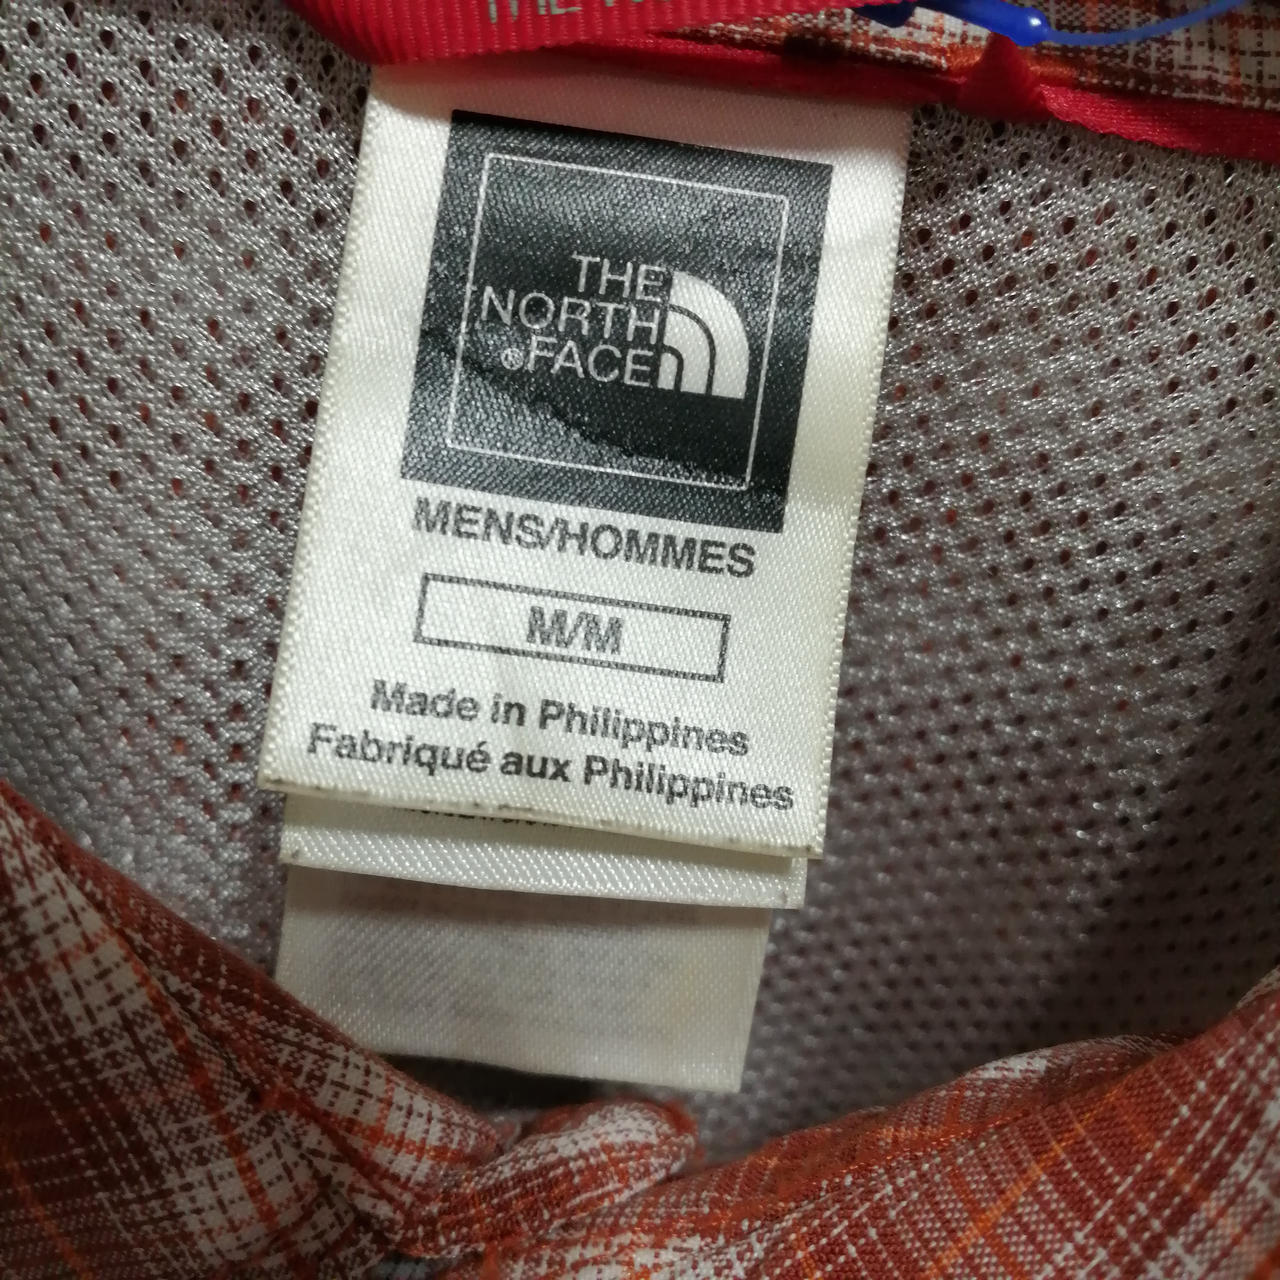 THE
NORTH
®FACE
MENS/HOMMES
M/M
Made in Philippines
Fabriqué aux Philippines